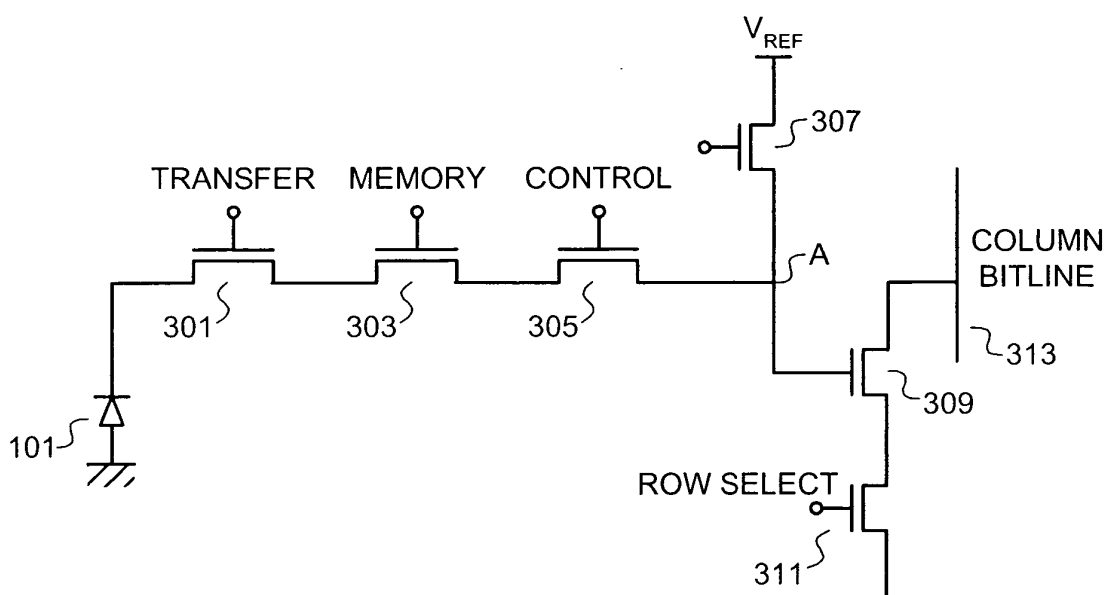 V_REF
307
TRANSFER MEMORY CONTROL
A
COLUMN
BITLINE
301
303
305
313
309
101
ROW SELECT
311